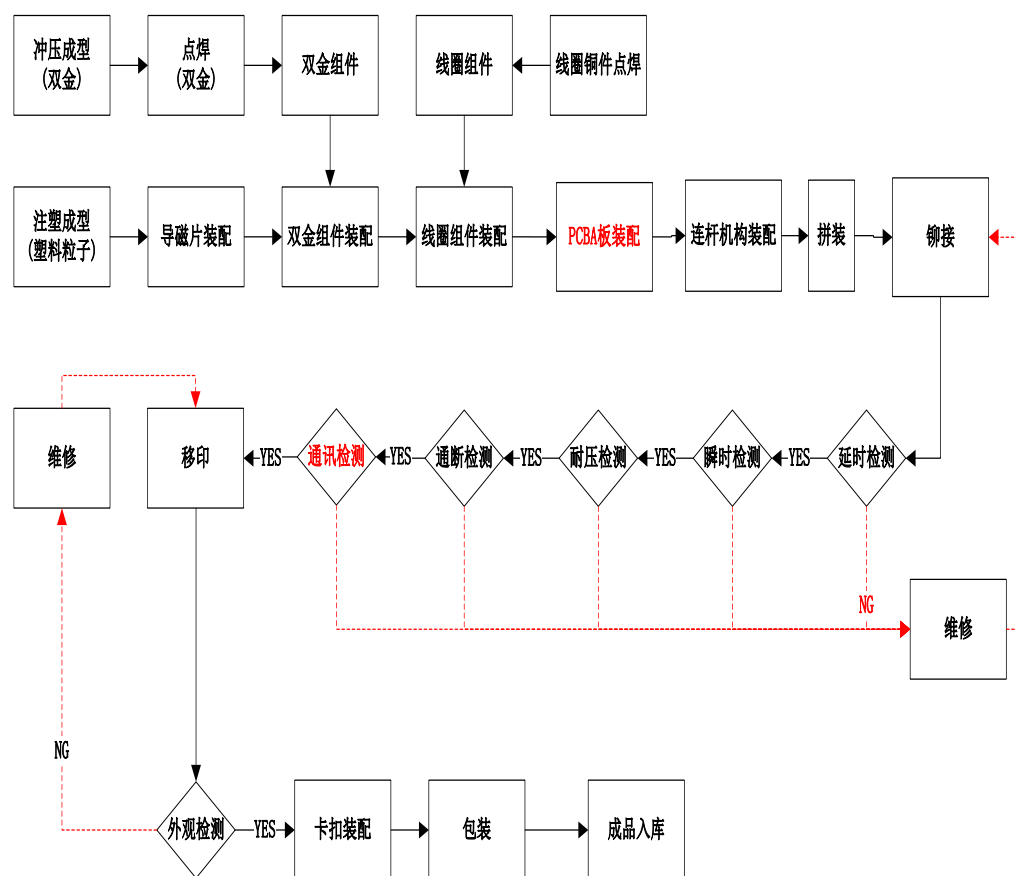 冲压成型
(双金)
点焊
(双金)
双金组件
线圈组件
线圈铜件点焊
注塑成型
(塑料粒子)
导磁片装配
双金组件装配
线圈组件装配
PCBA板装配
连杆机构装配
拼装
铆接
维修
移印
YES
通讯检测
YES
通断检测
YES
耐压检测
YES
瞬时检测
YES
延时检测
NG
维修
NG
外观检测
YES
卡扣装配
包装
成品入库